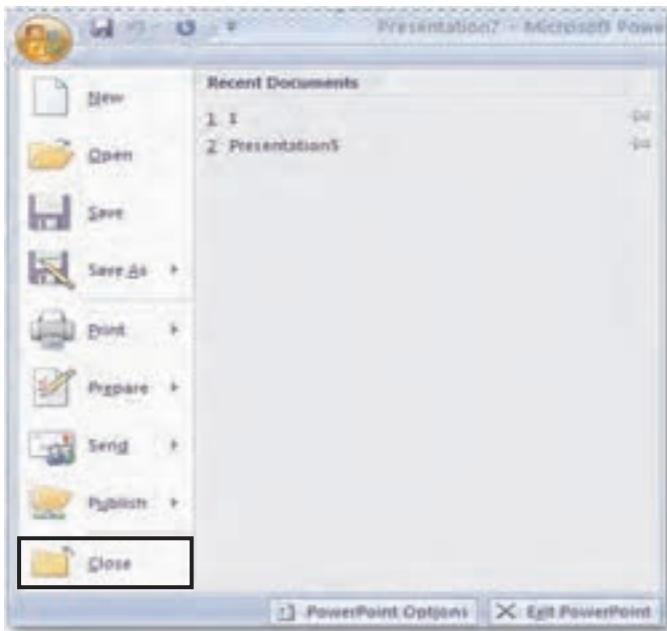 Presentation7 - Microsoft Powe
New
Open
Save
Save As
Print
Prepare
Send
Publish
Close
Recent Documents
1 1
2 Presentation5
PowerPoint Options
Exit PowerPoint